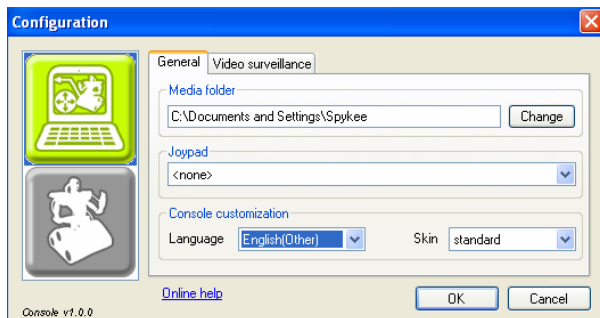 Configuration
General Video surveillance
Media folder
C:\Documents and Settings\Spykee Change
Joypad
<none>
Console customization
Language English(Other) Skin standard
Online help OK Cancel
Console v1.0.0